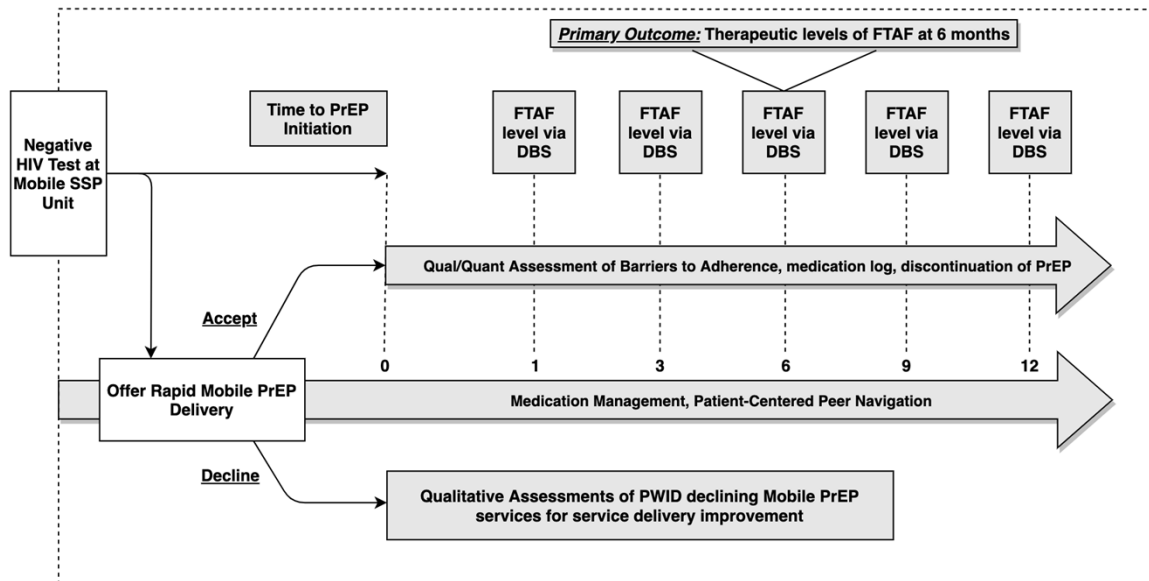 Primary Outcome: Therapeutic levels of FTAF at 6 months
Negative
HIV Test at
Mobile SSP
Unit
Time to PrEP
Initiation
FTAF
level via
DBS
FTAF
level via
DBS
FTAF
level via
DBS
FTAF
level via
DBS
FTAF
level via
DBS
Qual/Quant Assessment of Barriers to Adherence, medication log, discontinuation of PrEP
Accept
0
1
3
6
9
12
Offer Rapid Mobile PrEP
Delivery
Medication Management, Patient-Centered Peer Navigation
Decline
Qualitative Assessments of PWID declining Mobile PrEP
services for service delivery improvement